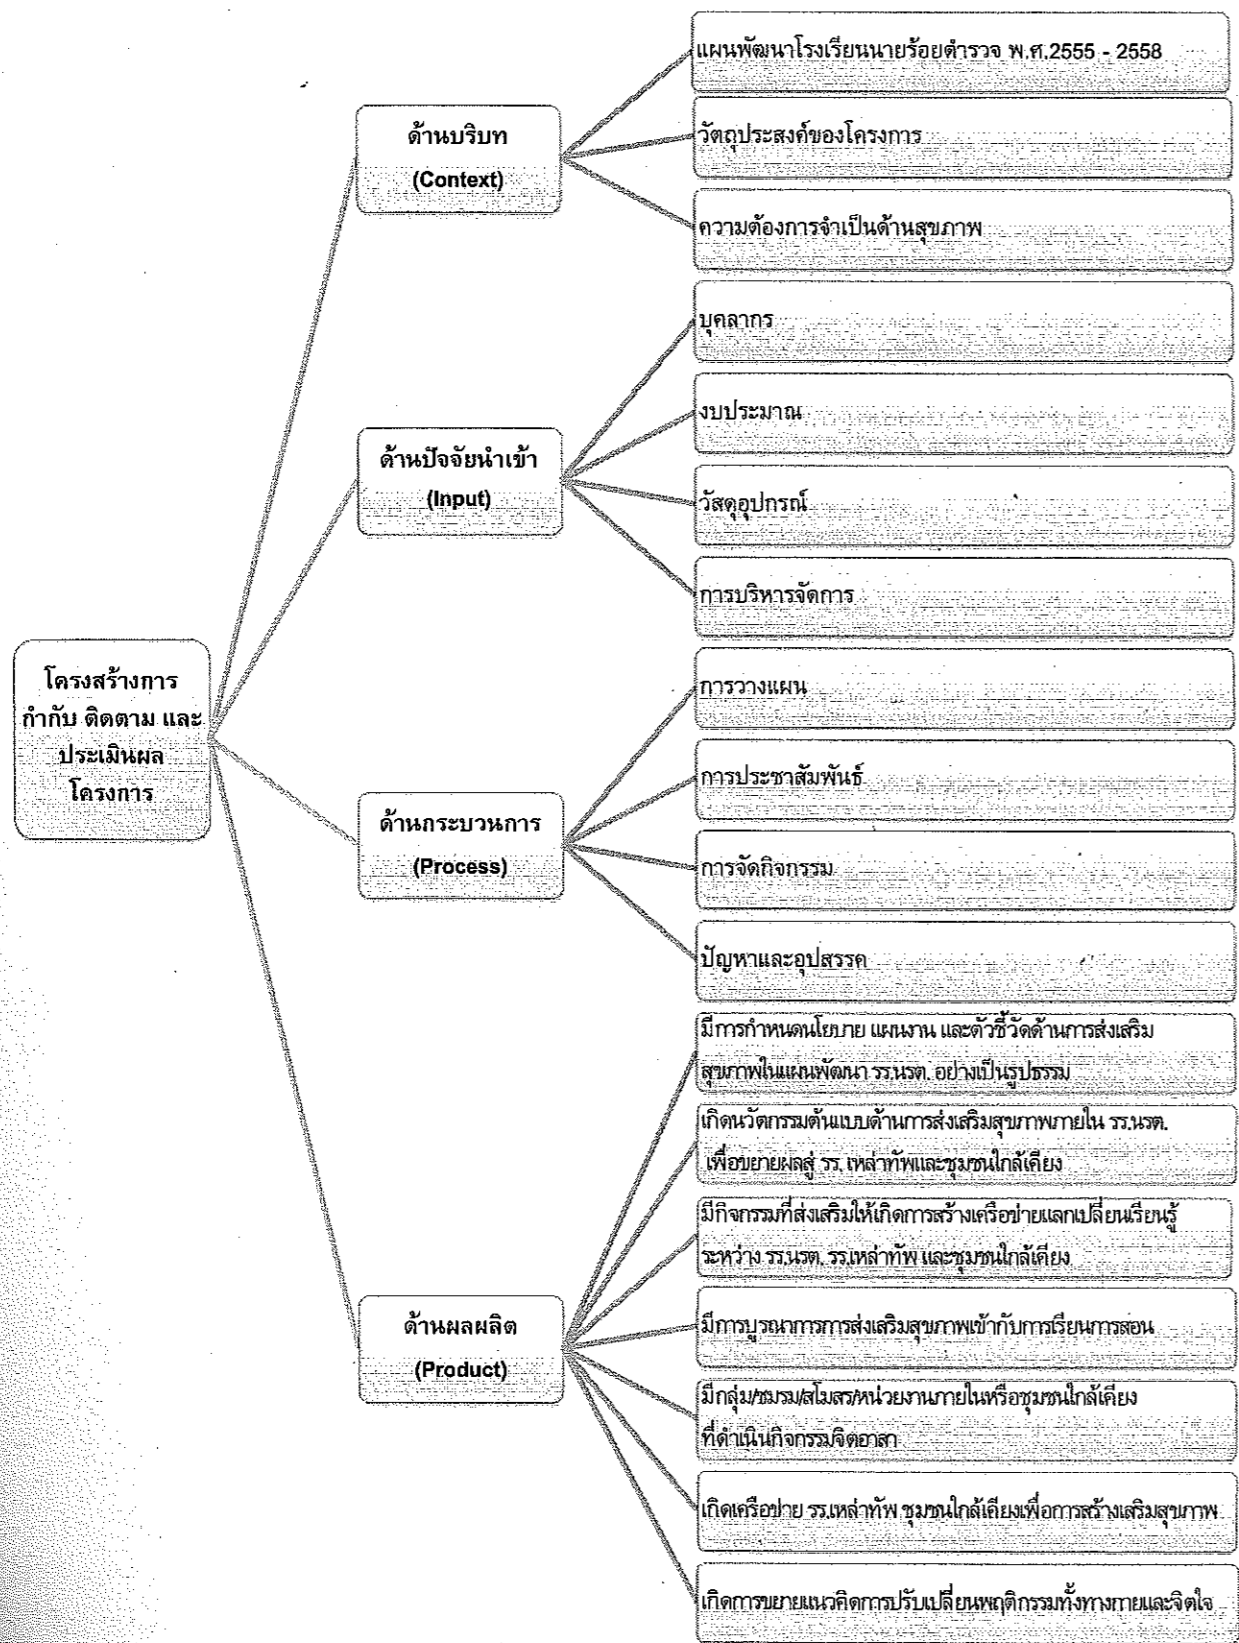 แผนพัฒนาโรงเรียนนายร้อยตำรวจ พ.ศ.2555 - 2558
ด้านบริบท
(Context)
วัตถุประสงค์ของโครงการ
ความต้องการจำเป็นด้านสุขภาพ
บุคลากร
งบประมาณ
ด้านปัจจัยนำเข้า
(Input)
วัสดุอุปกรณ์
การบริหารจัดการ
โครงสร้างการ
กำกับ ติดตาม และ
ประเมินผล
โครงการ
การวางแผน
การประชาสัมพันธ์
ด้านกระบวนการ
(Process)
การจัดกิจกรรม
ปัญหาและอุปสรรค
มีการกำหนดนโยบาย แผนงาน และตัวชี้วัดด้านการส่งเสริม
สุขภาพในแผนพัฒนา รร.นรต. อย่างเป็นรูปธรรม
เกิดนวัตกรรมต้นแบบด้านการส่งเสริมสุขภาพภายใน รร.นรต.
เพื่อขยายผลสู่ รร. เหล่าทัพและชุมชนใกล้เคียง
มีกิจกรรมที่ส่งเสริมให้เกิดการสร้างเครือข่ายแลกเปลี่ยนเรียนรู้
ระหว่าง รร.นรต. รร.เหล่าทัพ และชุมชนใกล้เคียง
ด้านผลผลิต
(Product)
มีการบูรณาการการส่งเสริมสุขภาพเข้ากับการเรียนการสอน
มีกลุ่ม/ชมรม/สโมสร/หน่วยงานภายในหรือชุมชนใกล้เคียง
ที่ดำเนินกิจกรรมจิตอาสา
เกิดเครือข่าย รร.เหล่าทัพ ชุมชนใกล้เคียงเพื่อการสร้างเสริมสุขภาพ
เกิดการขยายแนวคิดการปรับเปลี่ยนพฤติกรรมทั้งทางกายและจิตใจ